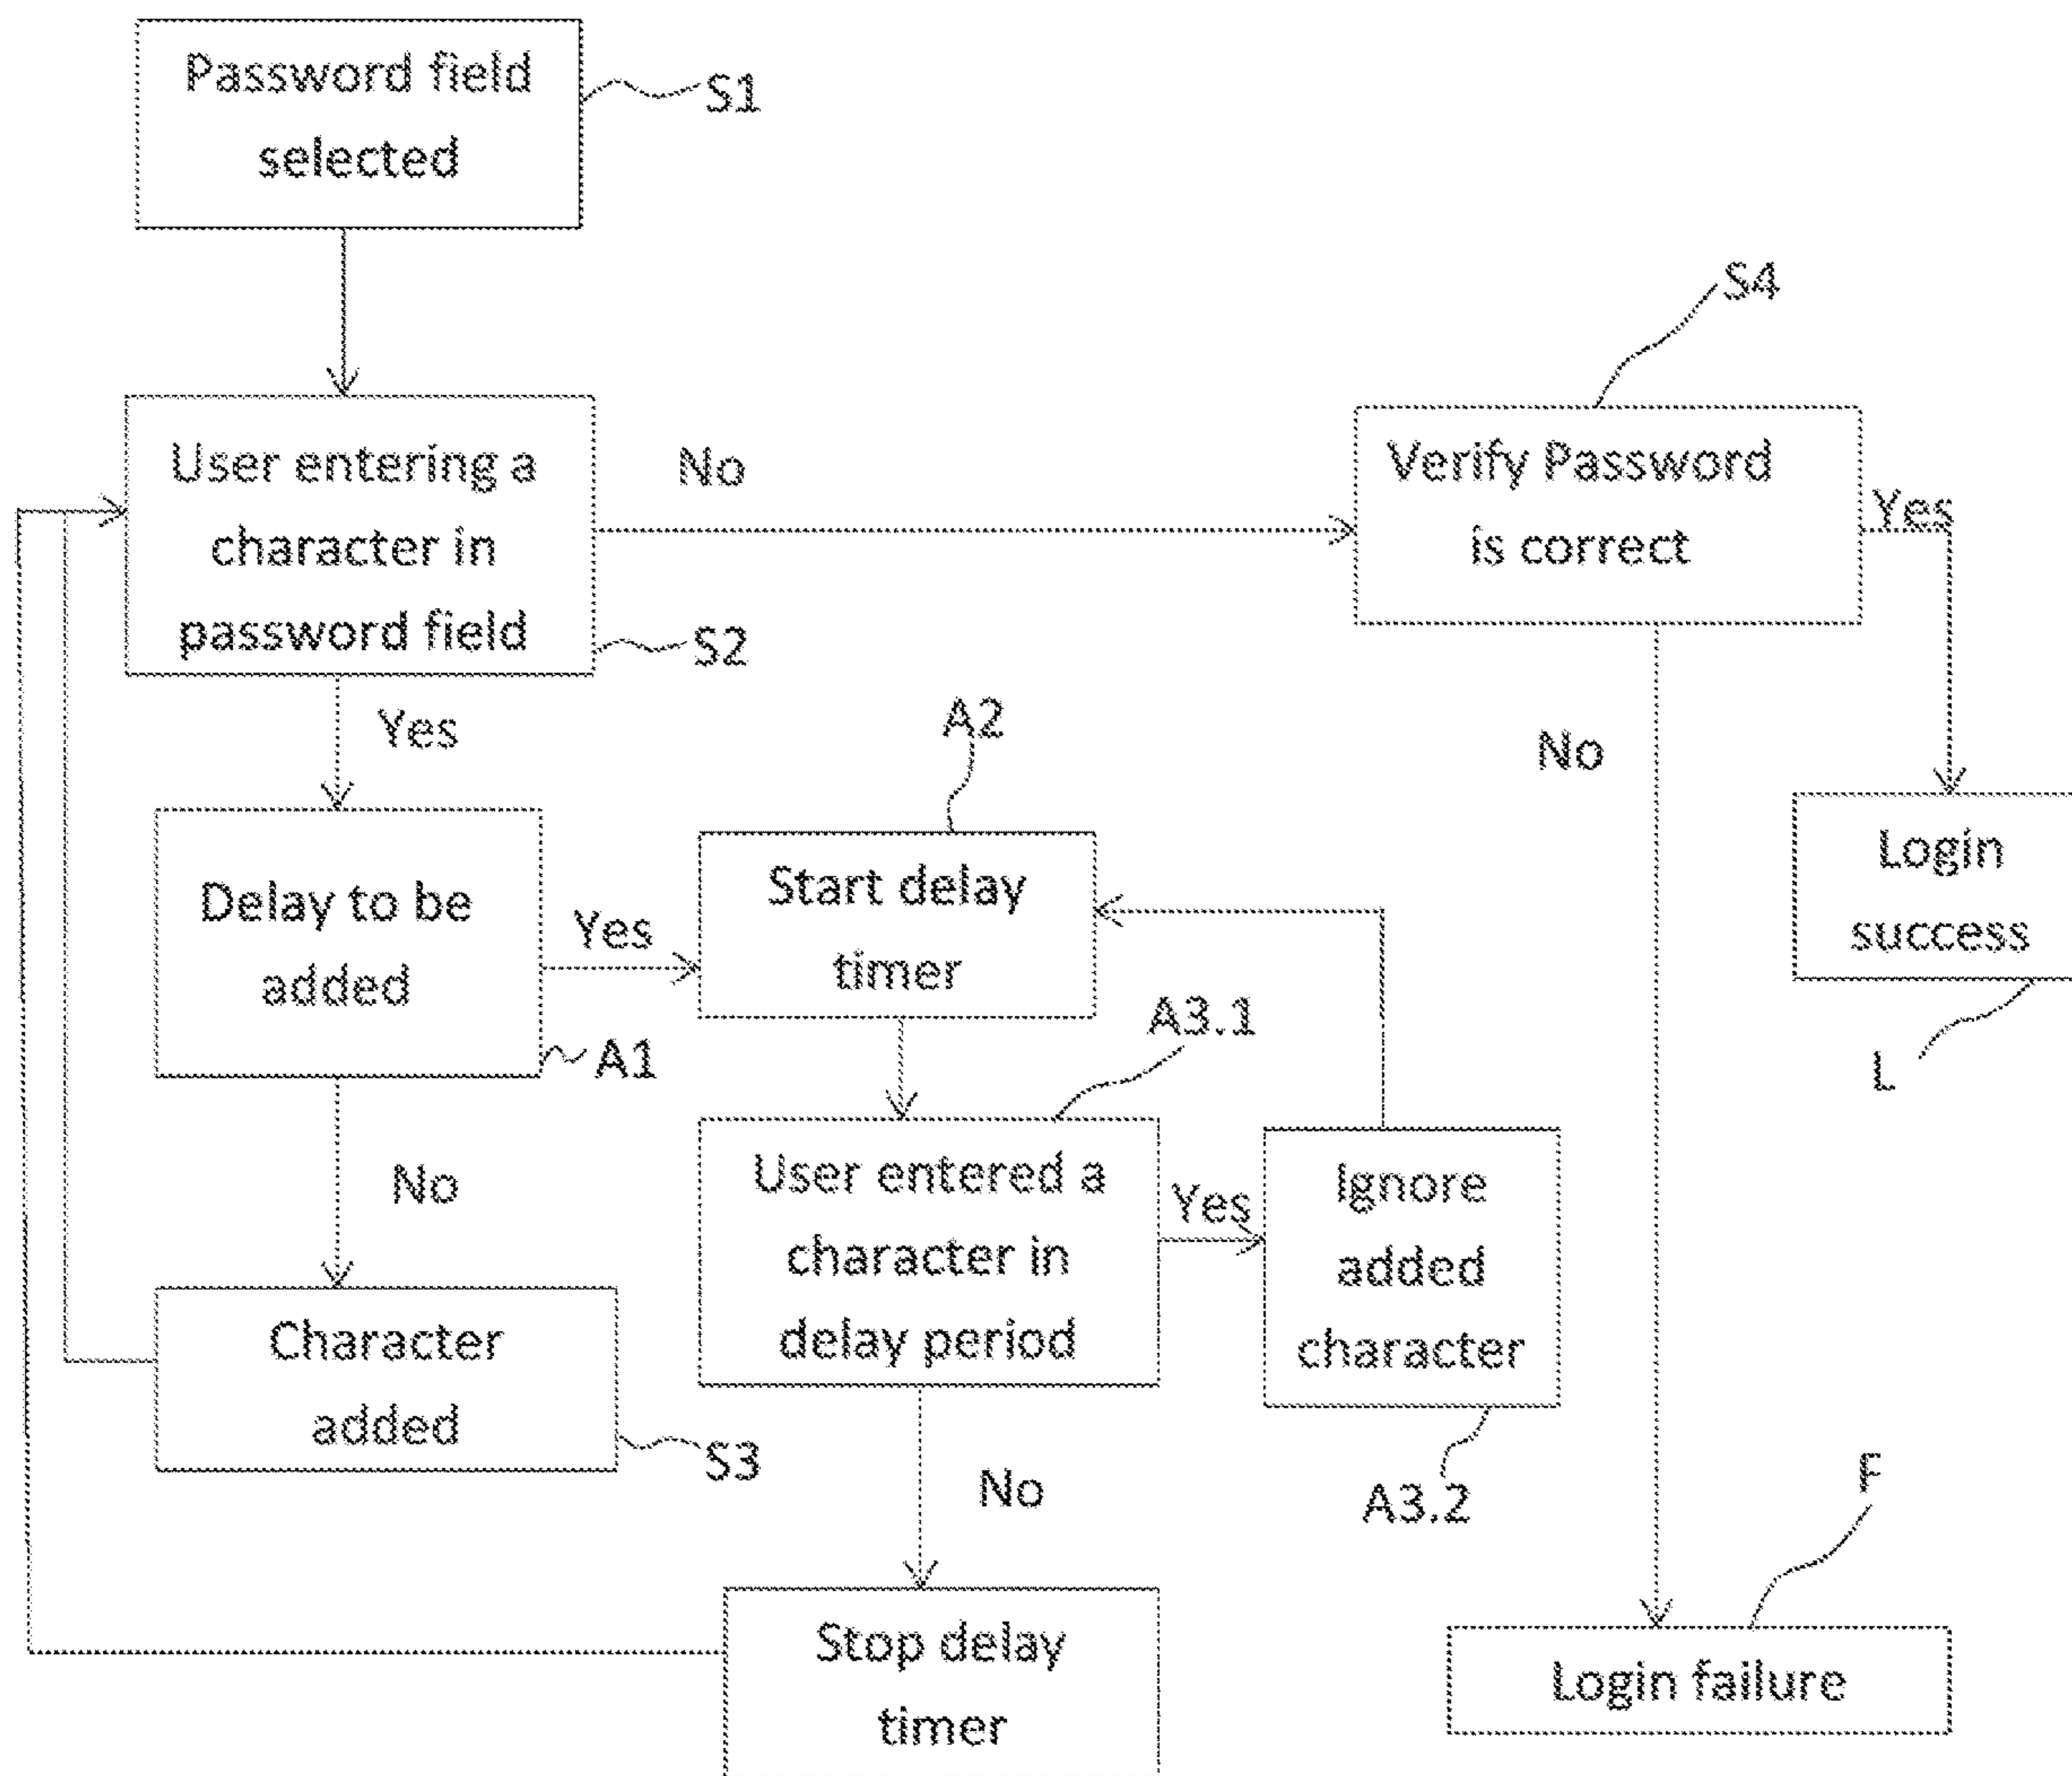 Password field
selected
S1
S4
User entering a
character in
password field
S2
No
Verify Password
is correct
Yes
Yes
A2
No
Delay to be
added
A1
Yes
Start delay
timer
Login
success
L
A3.1
No
User entered a
character in
delay period
Yes
Ignore
added
character
A3.2
Character
added
S3
No
F
Stop delay
timer
Login failure